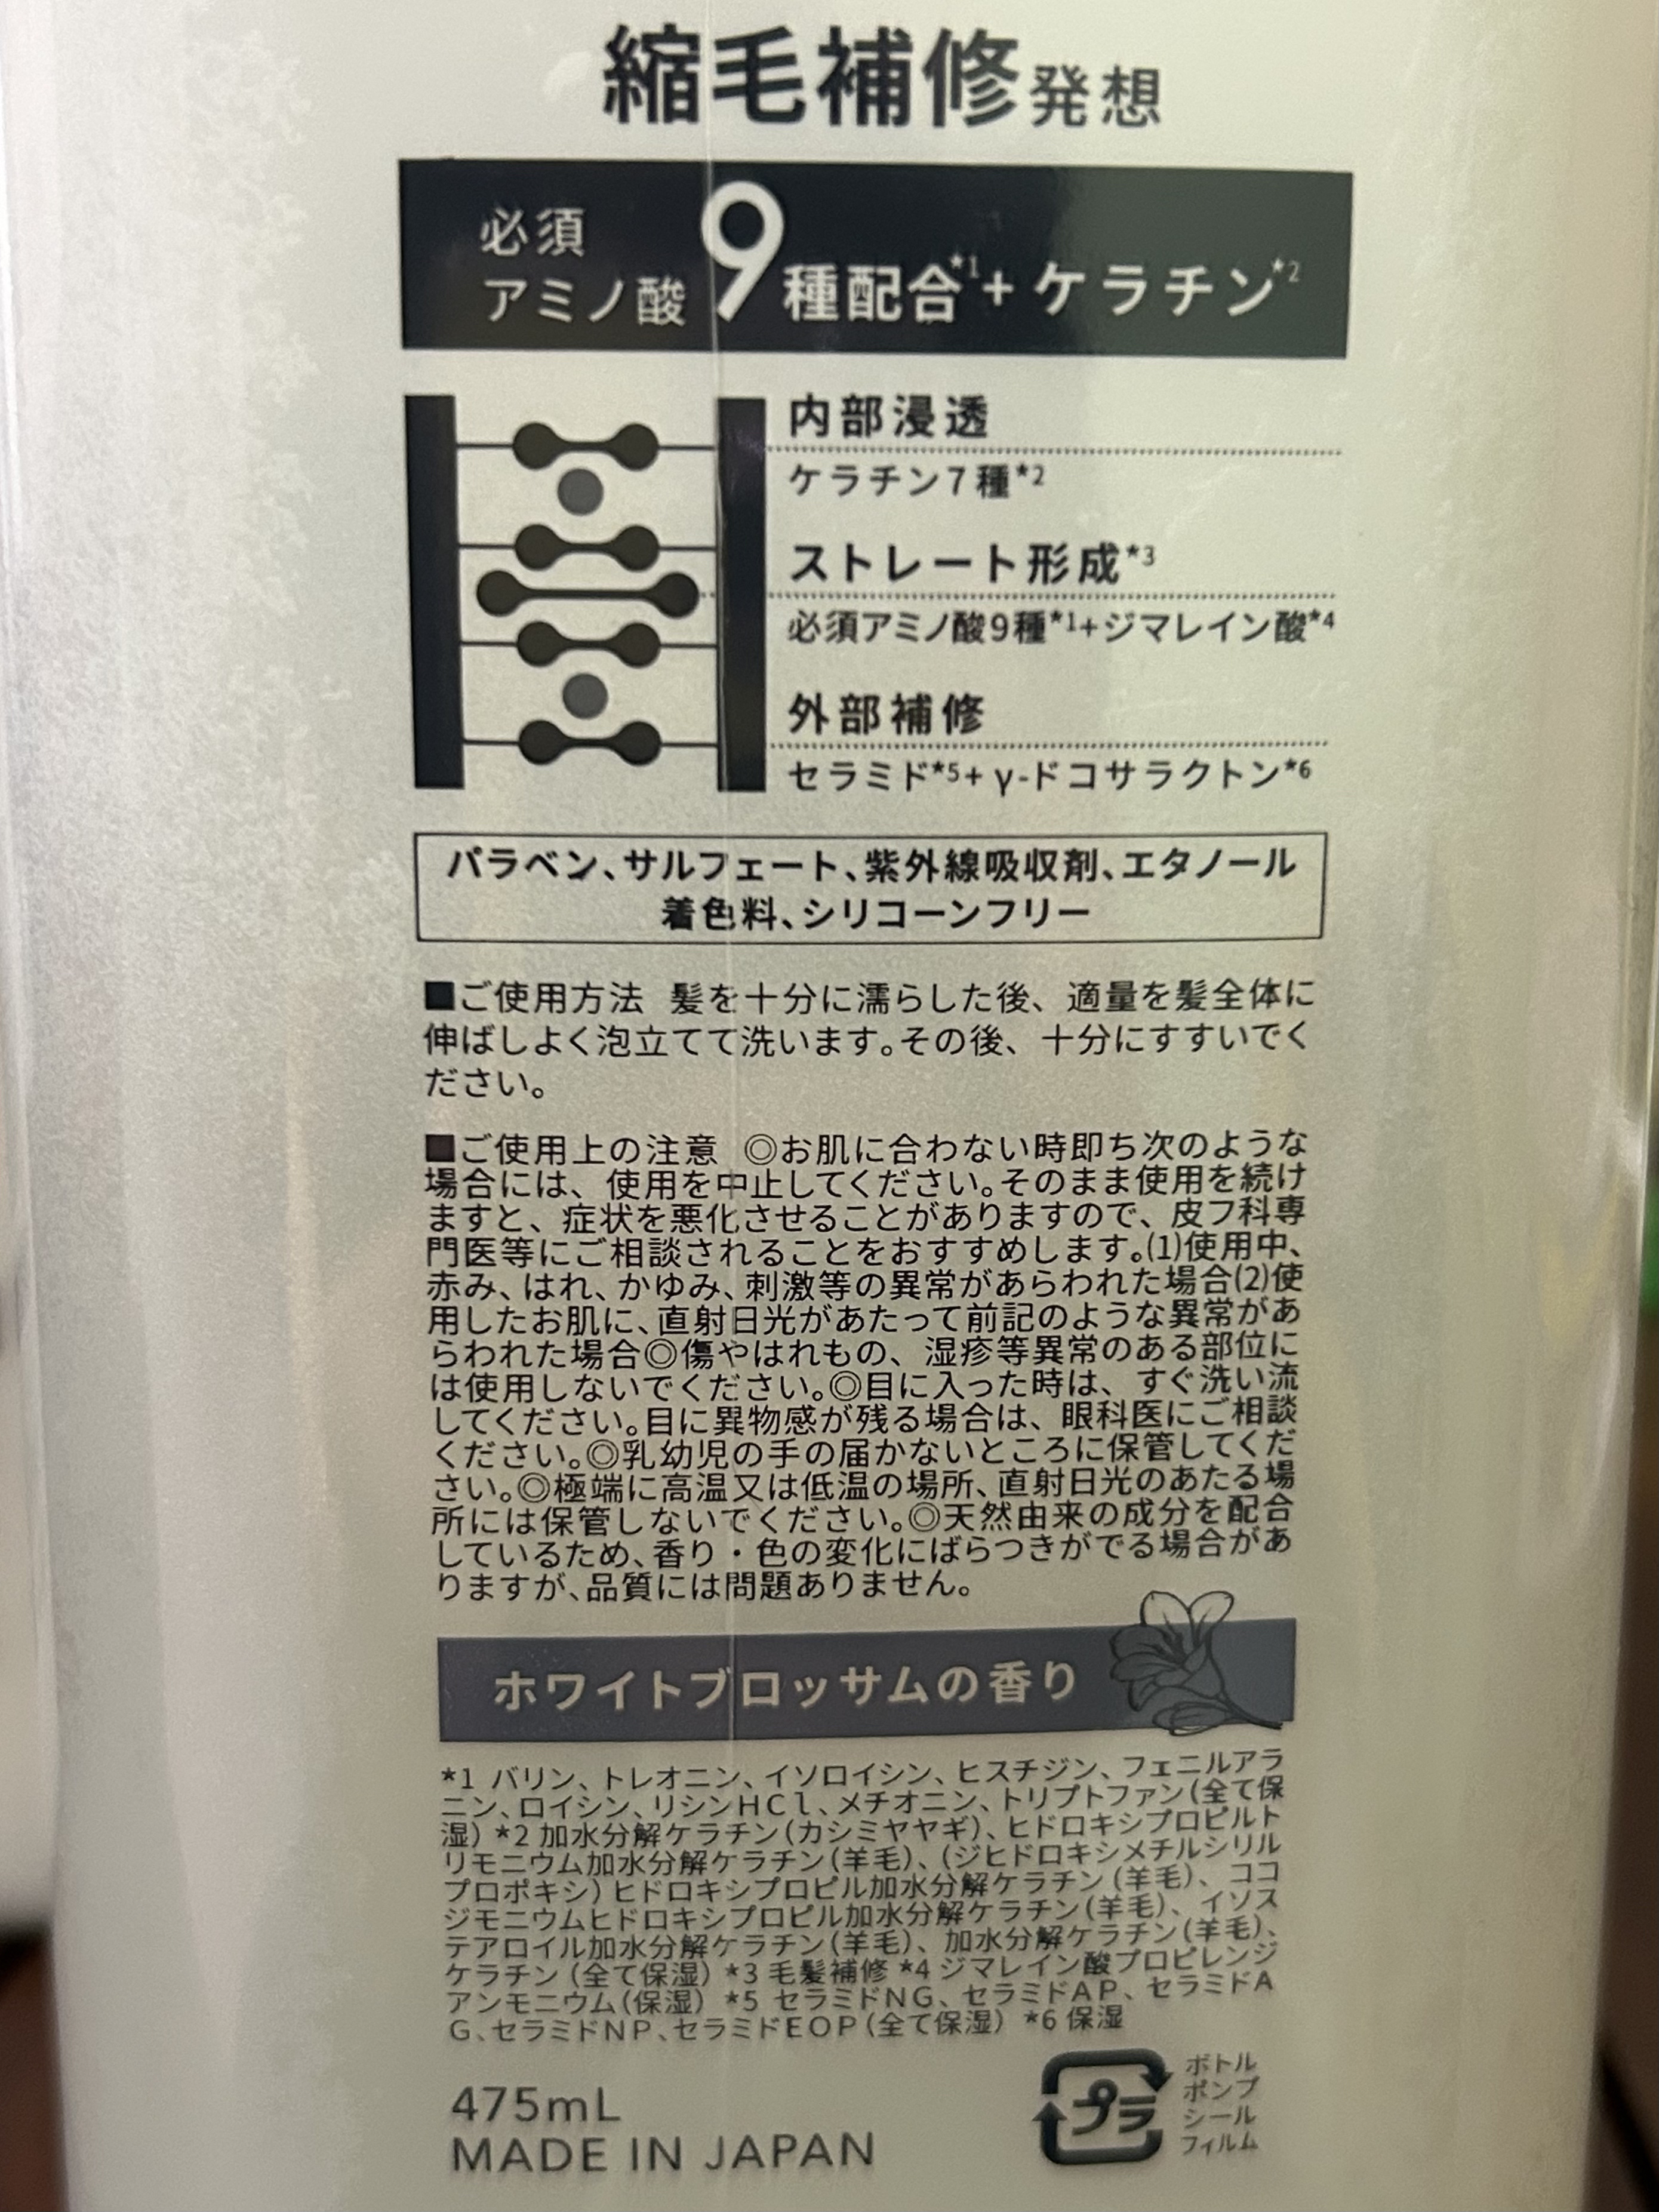 縮毛補修発想
必須
アミノ酸9種配合*1+ケラチン*2
内部浸透
ケラチン7種*2
ストレート形成*3
必須アミノ酸9種*1+ジマレイン酸*4
外部補修
セラミド*5+γ-ドコサラクトン*6
パラベン、サルフェート、紫外線吸収剤、エタノール
着色料、シリコーンフリー
■ご使用方法 髪を十分に濡らした後、適量を髪全体に
伸ばしよく泡立てて洗います。その後、十分にすすいでく
ださい。
■ご使用上の注意 ◎お肌に合わない時即ち次のような
場合には、使用を中止してください。そのまま使用を続け
ますと、症状を悪化させることがありますので、皮フ科専
門医等にご相談されることをおすすめします。(1)使用中、
赤み、はれ、かゆみ、刺激等の異常があらわれた場合(2)使
用したお肌に、直射日光があたって前記のような異常があ
らわれた場合◎傷やはれもの、湿疹等異常のある部位に
は使用しないでください。◎目に入った時は、すぐ洗い流
してください。目に異物感が残る場合は、眼科医にご相談
ください。◎乳幼児の手の届かないところに保管してくだ
さい。◎極端に高温又は低温の場所、直射日光のあたる場
所には保管しないでください。◎天然由来の成分を配合
しているため、香り・色の変化にばらつきがでる場合があ
りますが、品質には問題ありません。
ホワイトブロッサムの香り
*1 バリン、トレオニン、イソロイシン、ヒスチジン、フェニルアラ
ニン、ロイシン、リシンHCl、メチオニン、トリプトファン(全て保
湿) *2 加水分解ケラチン(カシミヤヤギ)、ヒドロキシプロピルト
リモニウム加水分解ケラチン(羊毛)、(ジヒドロキシメチルシリル
プロポキシ)ヒドロキシプロピル加水分解ケラチン(羊毛)、ココ
ジモニウムヒドロキシプロピル加水分解ケラチン(羊毛)、イソス
テアロイル加水分解ケラチン(羊毛)、加水分解ケラチン(羊毛)、
ケラチン(全て保湿) *3 毛髪補修 *4 ジマレイン酸プロピレンジ
アンモニウム(保湿) *5 セラミドNG、セラミドAP、セラミドA
G、セラミドNP、セラミドEOP(全て保湿) *6 保湿
475mL
MADE IN JAPAN
プラ
ボトル
ポンプ
シール
フィルム